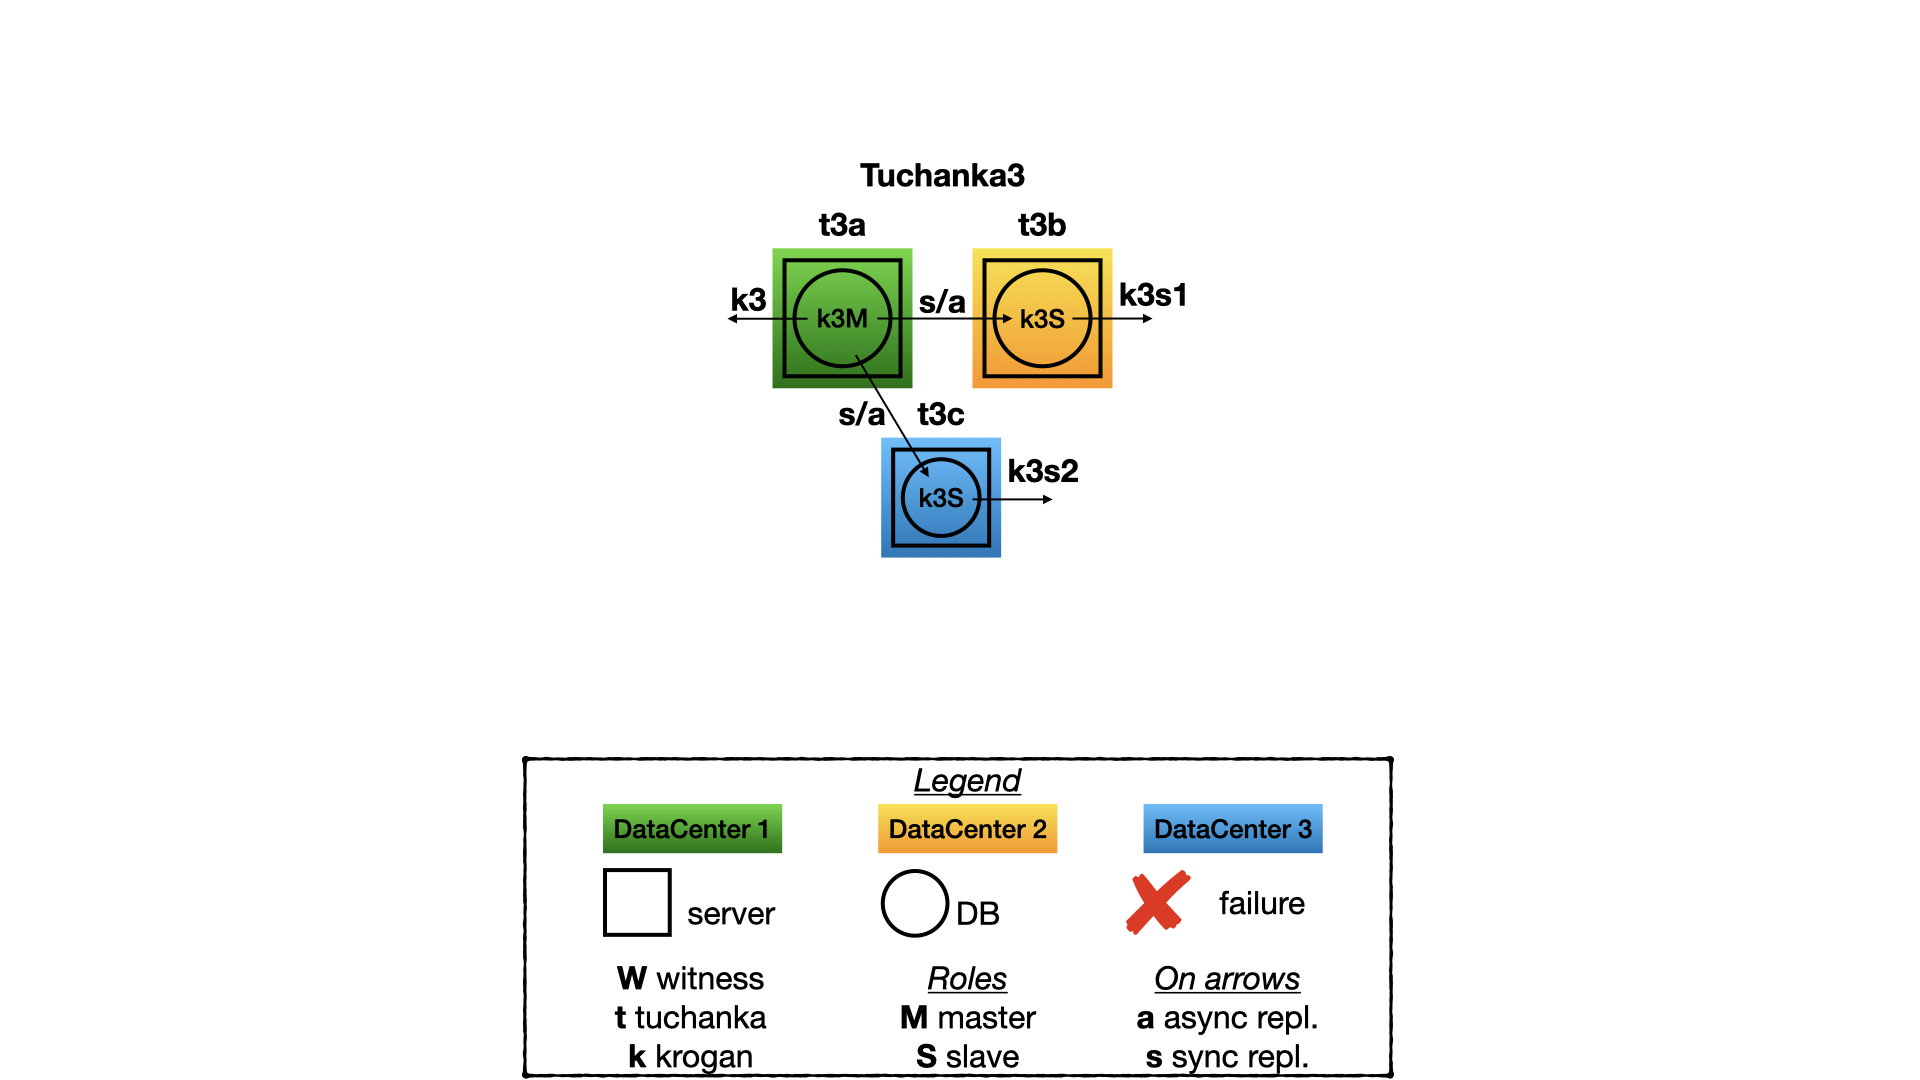 Tuchanka3
t3a
t3b
k3
k3M
s/a
k3S
k3s1
s/a
t3c
k3S
k3s2
Legend
DataCenter 1
DataCenter 2
DataCenter 3
server
DB
failure
W witness
Roles
On arrows
t tuchanka
M master
a async repl.
k krogan
S slave
s sync repl.